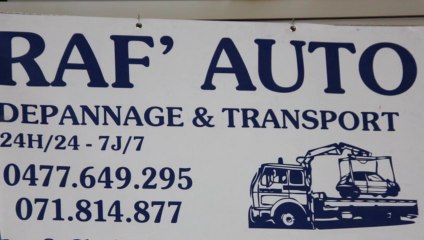 RAF' AUTO
DEPANNAGE & TRANSPORT
24H/24 - 7J/7
0477.649.295
071.814.877